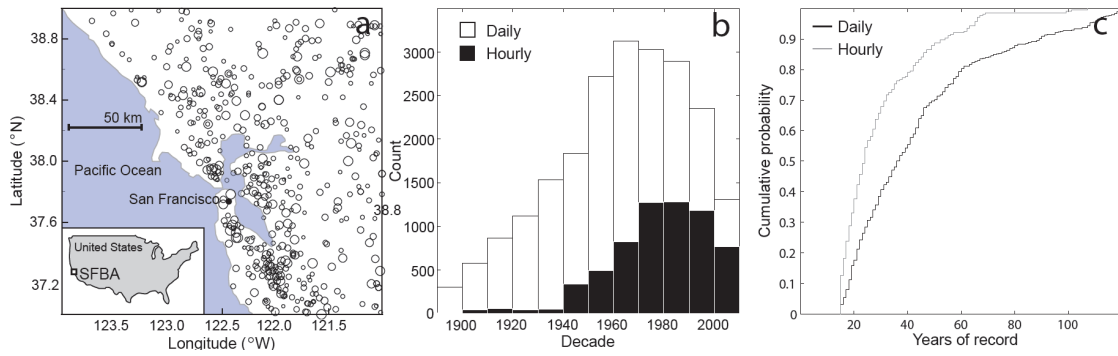 a
38.8
38.4
38.0
37.6
37.2
Latitude (°N)
50 km
Pacific Ocean
San Francisco
38.8
United States
SFBA
123.5
123.0
122.5
122.0
121.5
Longitude (°W)
b
Daily
Hourly
3000
2500
2000
1500
1000
500
0
Count
1900
1920
1940
1960
1980
2000
Decade
c
Daily
Hourly
0.9
0.8
0.7
0.6
0.5
0.4
0.3
0.2
0.1
0
Cumulative probability
20
40
60
80
100
Years of record